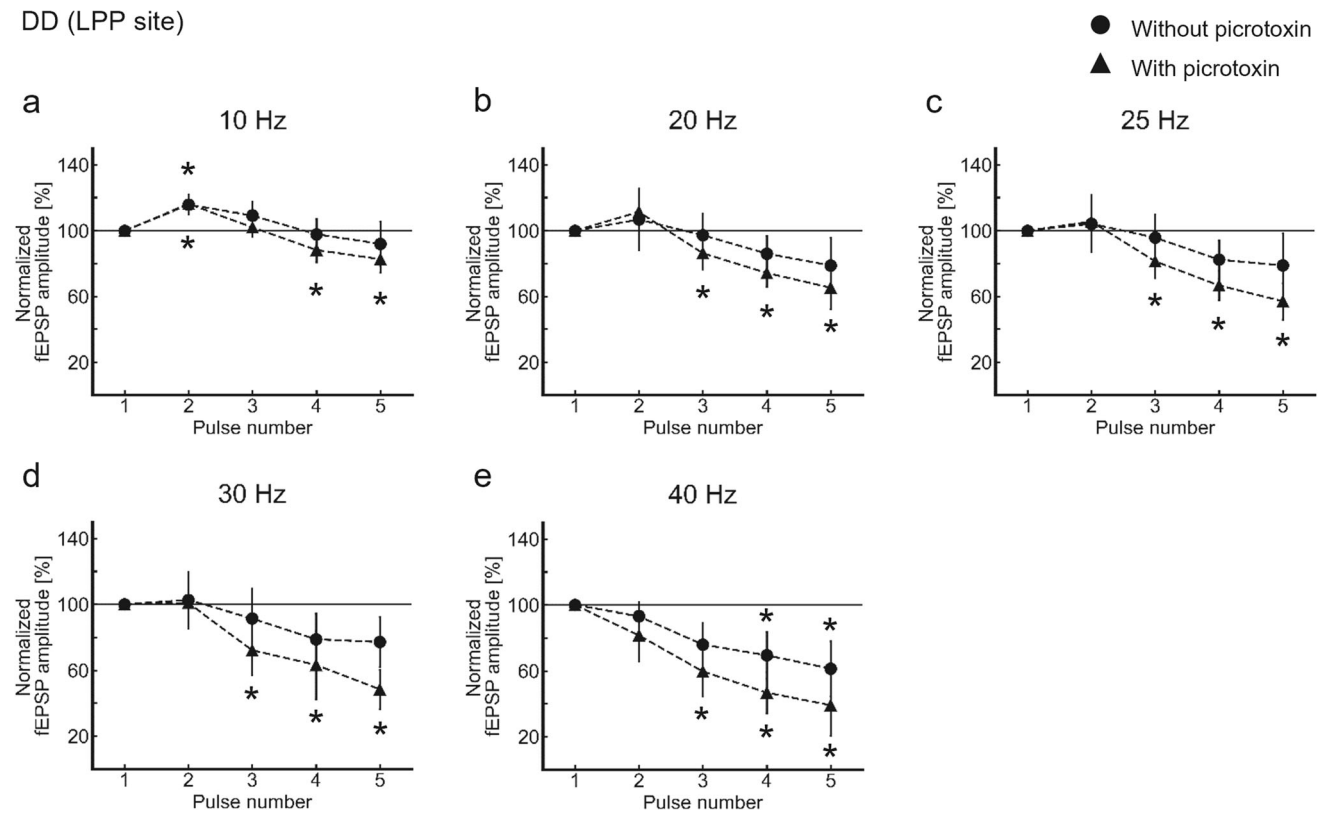 DD (LPP site)
Without picrotoxin
With picrotoxin
a
10 Hz
Normalized
fEPSP amplitude [%]
140
100
60
20
*
*
*
*
1 2 3 4 5
Pulse number
b
20 Hz
Normalized
fEPSP amplitude [%]
140
100
60
20
*
*
*
1 2 3 4 5
Pulse number
c
25 Hz
Normalized
fEPSP amplitude [%]
140
100
60
20
*
*
*
1 2 3 4 5
Pulse number
d
30 Hz
Normalized
fEPSP amplitude [%]
140
100
60
20
*
*
*
1 2 3 4 5
Pulse number
e
40 Hz
Normalized
fEPSP amplitude [%]
140
100
60
20
*
*
*
*
*
1 2 3 4 5
Pulse number